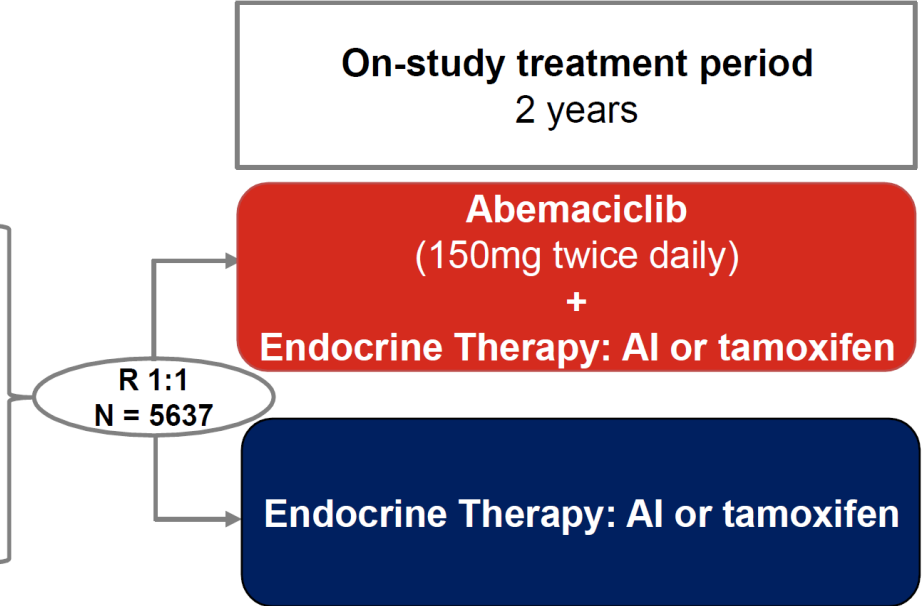 On-study treatment period
2 years
Abemaciclib
(150mg twice daily)
+
Endocrine Therapy: AI or tamoxifen
R 1:1
N = 5637
Endocrine Therapy: AI or tamoxifen